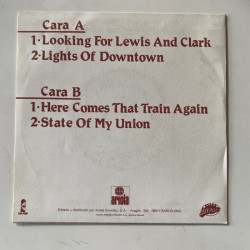 Cara A
1·Looking For Lewis And Clark
2·Lights Of Downtown
Cara B
1·Here Comes That Train Again
2·State Of My Union
ariola